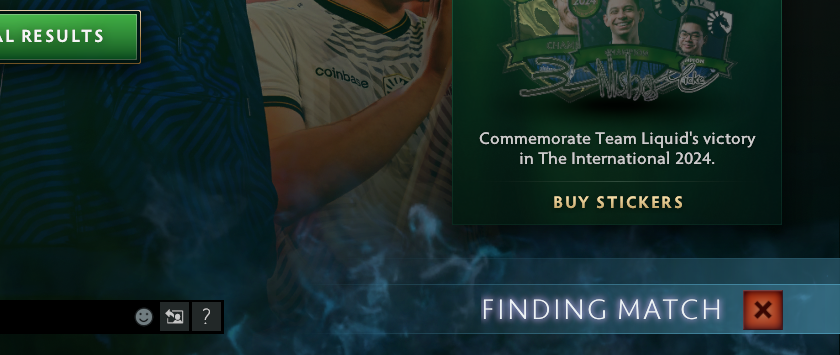 AL RESULTS
coinbase
Commemorate Team Liquid's victory
in The International 2024.
BUY STICKERS
?
FINDING MATCH